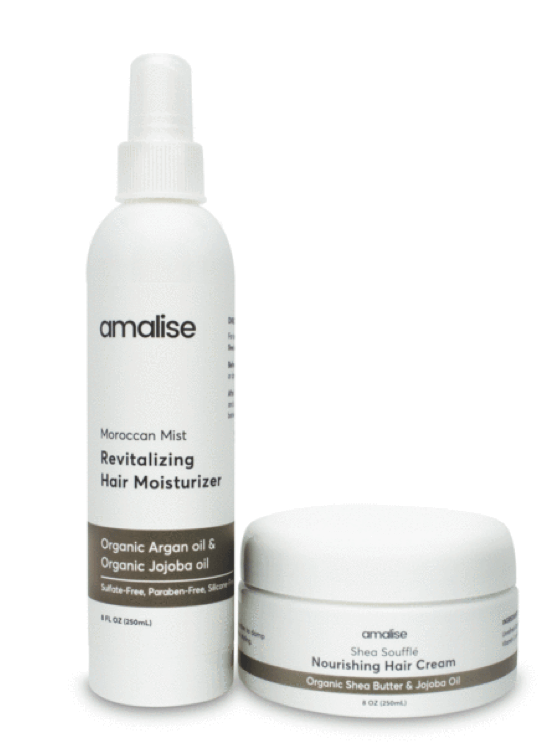 amalise
Moroccan Mist
Revitalizing
Hair Moisturizer
Organic Argan oil &
Organic Jojoba oil
Sulfate-Free, Paraben-Free, Silicone
8 FL OZ (250mL)
amalise
Shea Soufflé
Nourishing Hair Cream
Organic Shea Butter & Jojoba Oil
8 OZ (250mL)